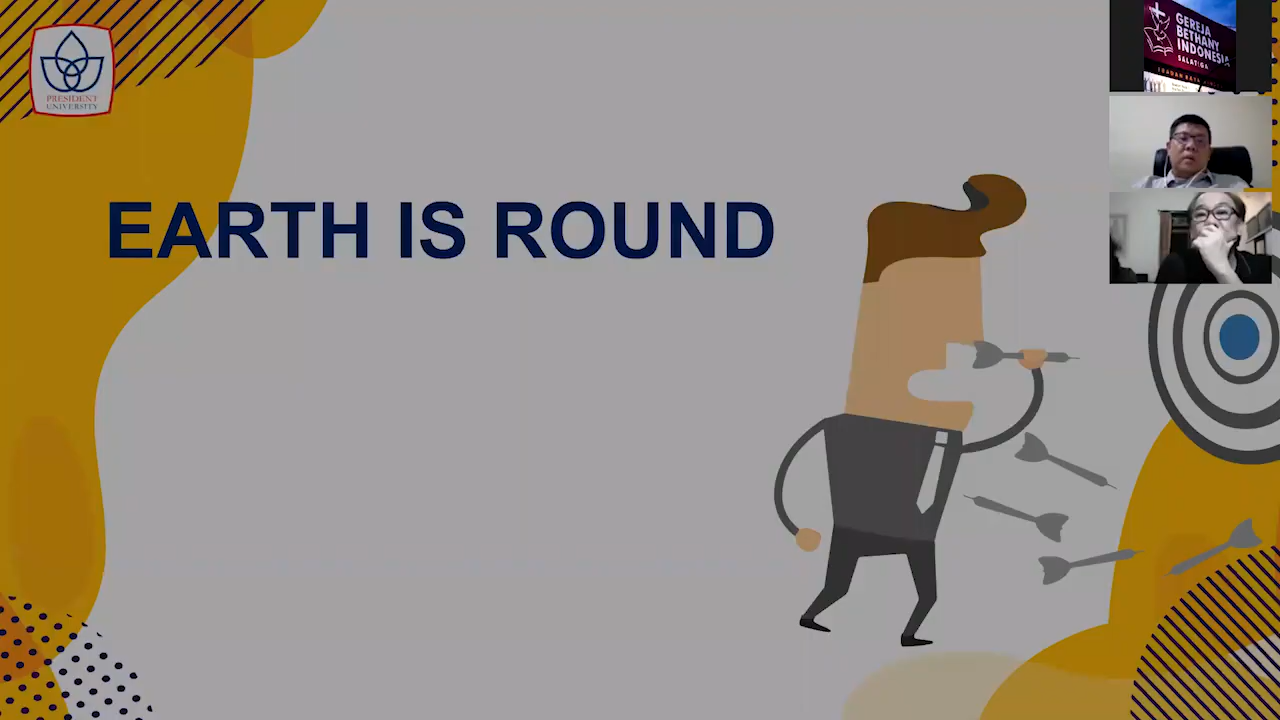 PRESIDENT
UNIVERSITY
EARTH IS ROUND
GEREJA
BETHANY
INDONESIA
SALATIGA